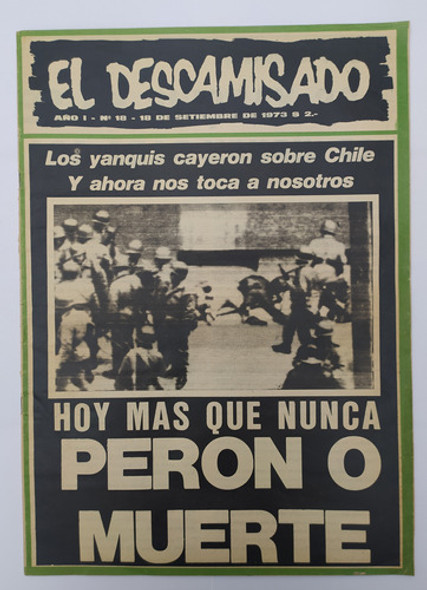 EL DESCAMISADO
AÑO I - Nº 18 - 18 DE SETIEMBRE DE 1973 $ 2.-
Los yanquis cayeron sobre Chile
Y ahora nos toca a nosotros
HOY MAS QUE NUNCA
PERON O
MUERTE